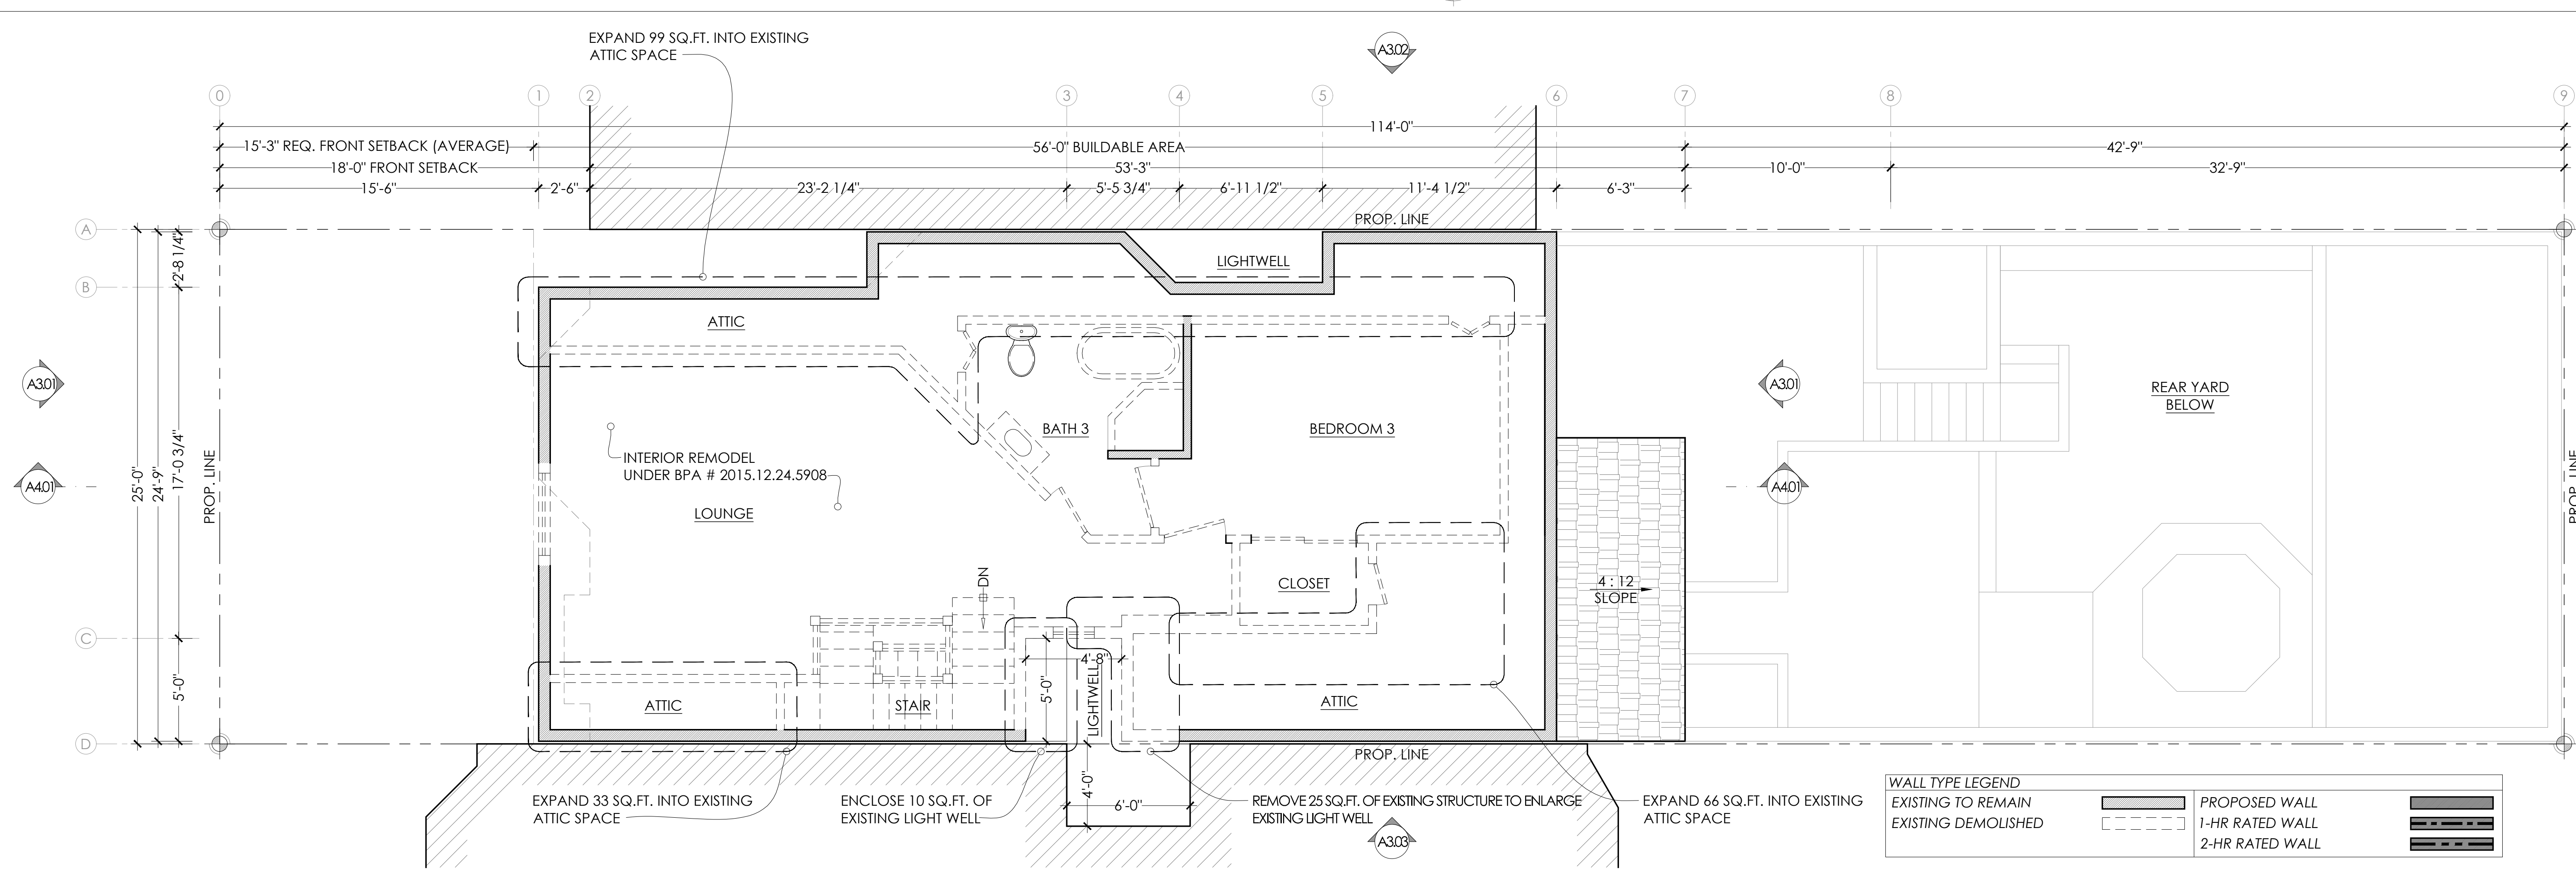 EXPAND 99 SQ.FT. INTO EXISTING
ATTIC SPACE
A3.02
0
1
2
3
4
5
6
7
8
9
114'-0"
15'-3" REQ. FRONT SETBACK (AVERAGE)
56'-0" BUILDABLE AREA
42'-9"
18'-0" FRONT SETBACK
53'-3"
10'-0"
32'-9"
15'-6"
2'-6"
23'-2 1/4"
5'-5 3/4"
6'-11 1/2"
11'-4 1/2"
6'-3"
PROP. LINE
A
B
C
D
2'-8 1/4"
17'-0 3/4"
5'-0"
24'-9"
25'-0"
PROP. LINE
LIGHTWELL
ATTIC
A3.01
A4.01
BATH 3
BEDROOM 3
INTERIOR REMODEL
UNDER BPA # 2015.12.24.5908
LOUNGE
DN
CLOSET
4 : 12
SLOPE
A3.01
A4.01
REAR YARD
BELOW
PROP. LINE
ATTIC
STAIR
4'-8"
5'-0"
LIGHTWELL
ATTIC
PROP. LINE
4'-0"
6'-0"
EXPAND 33 SQ.FT. INTO EXISTING
ATTIC SPACE
ENCLOSE 10 SQ.FT. OF
EXISTING LIGHT WELL
REMOVE 25 SQ.FT. OF EXISTING STRUCTURE TO ENLARGE
EXISTING LIGHT WELL
EXPAND 66 SQ.FT. INTO EXISTING
ATTIC SPACE
A3.03
WALL TYPE LEGEND
EXISTING TO REMAIN
EXISTING DEMOLISHED
PROPOSED WALL
1-HR RATED WALL
2-HR RATED WALL